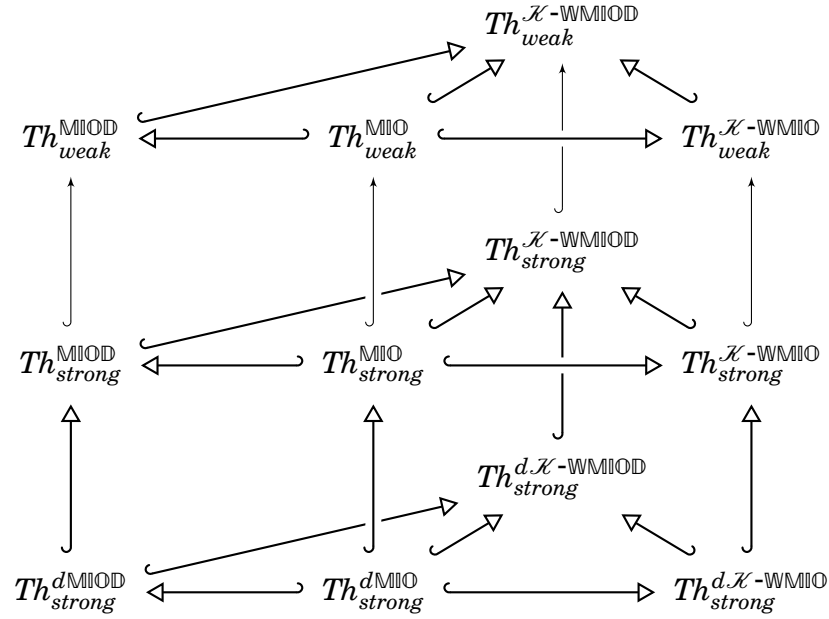 Th^{𝒦-𝕎𝕄𝕀𝕆𝔻}_{weak}
Th^{𝕄𝕀𝕆𝔻}_{weak} Th^{𝕄𝕀𝕆}_{weak} Th^{𝒦-𝕎𝕄𝕀𝕆}_{weak}
Th^{𝒦-𝕎𝕄𝕀𝕆𝔻}_{strong}
Th^{𝕄𝕀𝕆𝔻}_{strong} Th^{𝕄𝕀𝕆}_{strong} Th^{𝒦-𝕎𝕄𝕀𝕆}_{strong}
Th^{d𝒦-𝕎𝕄𝕀𝕆𝔻}_{strong}
Th^{d𝕄𝕀𝕆𝔻}_{strong} Th^{d𝕄𝕀𝕆}_{strong} Th^{d𝒦-𝕎𝕄𝕀𝕆}_{strong}